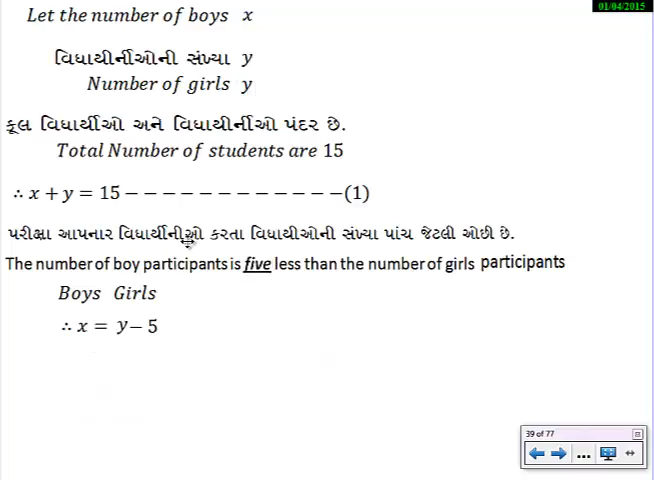 01/04/2015
Let the number of boys x
વિધાથીર્નીઓની સંખ્યા y
Number of girls y
કૂલ વિધાર્થીઓ અને વિધાથીર્નીઓ પંદર છે.
Total Number of students are 15
∴ x + y = 15 − − − − − − − − − − − −(1)
પરીક્ષા આપનાર વિધાર્થીનીઓ કરતા વિધાથીઓની સંખ્યા પાંચ જેટલી ઓછી છે.
The number of boy participants is five less than the number of girls participants
Boys Girls
∴ x = y − 5
39 of 77